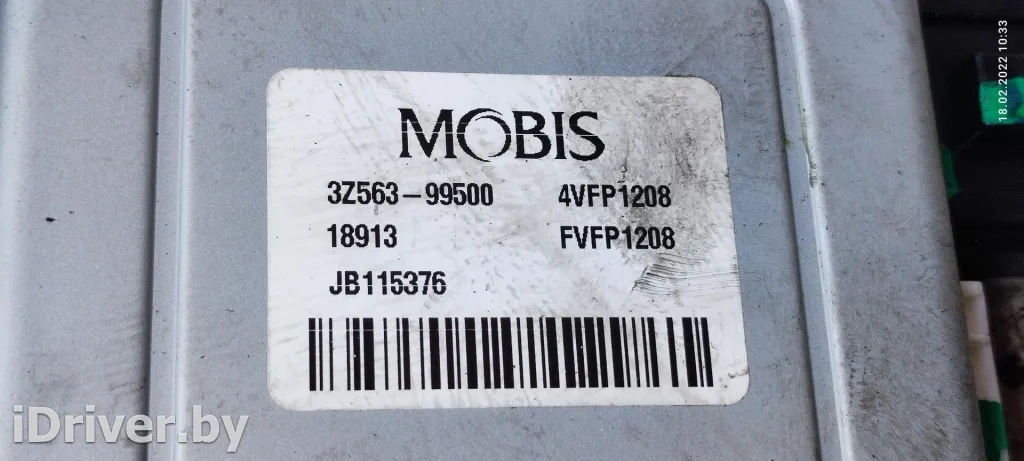 MOBIS
3Z563-99500 4VFP1208
18913 FVFP1208
JB115376
iDriver.by
18.02.2022 10:33